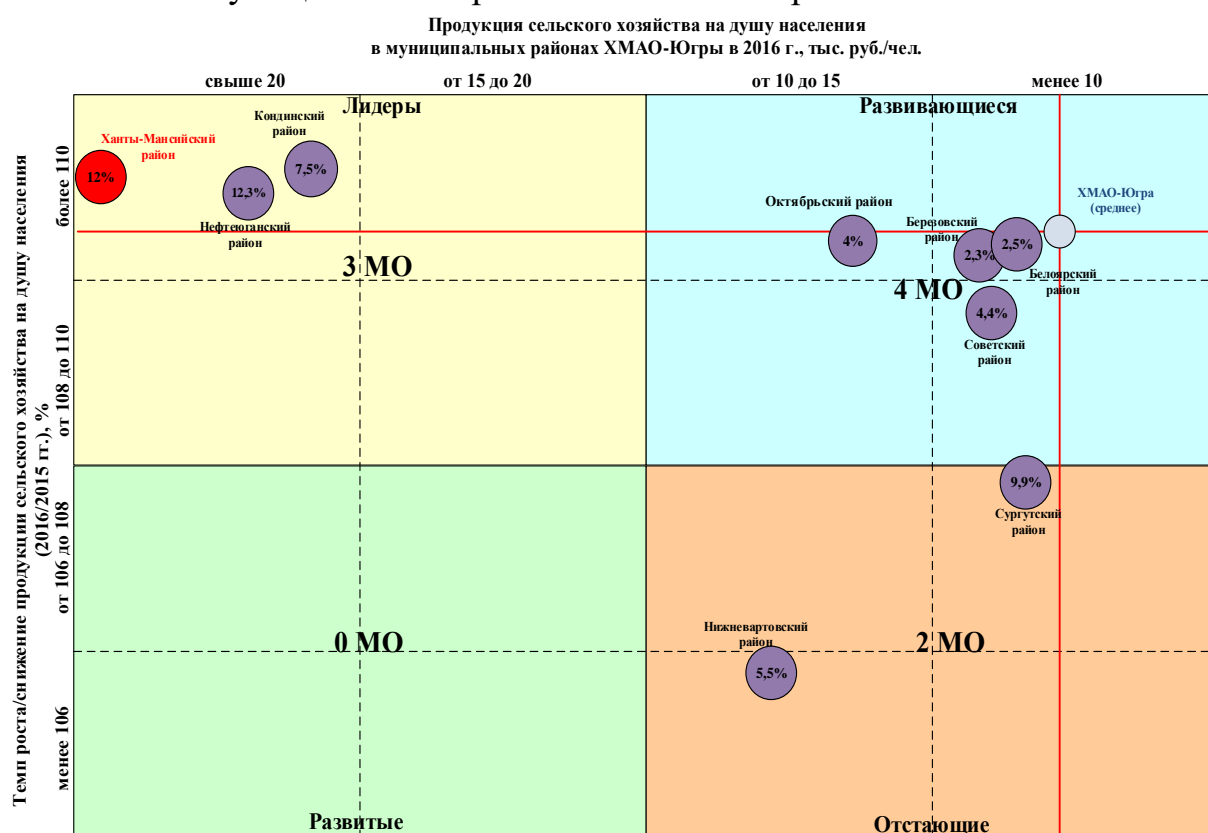 Продукция сельского хозяйства на душу населения
в муниципальных районах ХМАО-Югры в 2016 г., тыс. руб./чел.
свыше 20
от 15 до 20
от 10 до 15
менее 10
Лидеры
Развивающиеся
Темп роста/снижение продукции сельского хозяйства на душу населения
(2016/2015 гг.), %
более 110
от 108 до 110
от 106 до 108
менее 106
Ханты-Мансийский
район
12%
Кондинский
район
7,5%
12,3%
Нефтеюганский
район
3 МО
Октябрьский район
4%
Березовский
район
2,3%
2,5%
ХМАО-Югра
(среднее)
Белоярский
район
4 МО
4,4%
Советский
район
9,9%
Сургутский
район
Нижневартовский
район
5,5%
0 МО
2 МО
Развитые
Отстающие